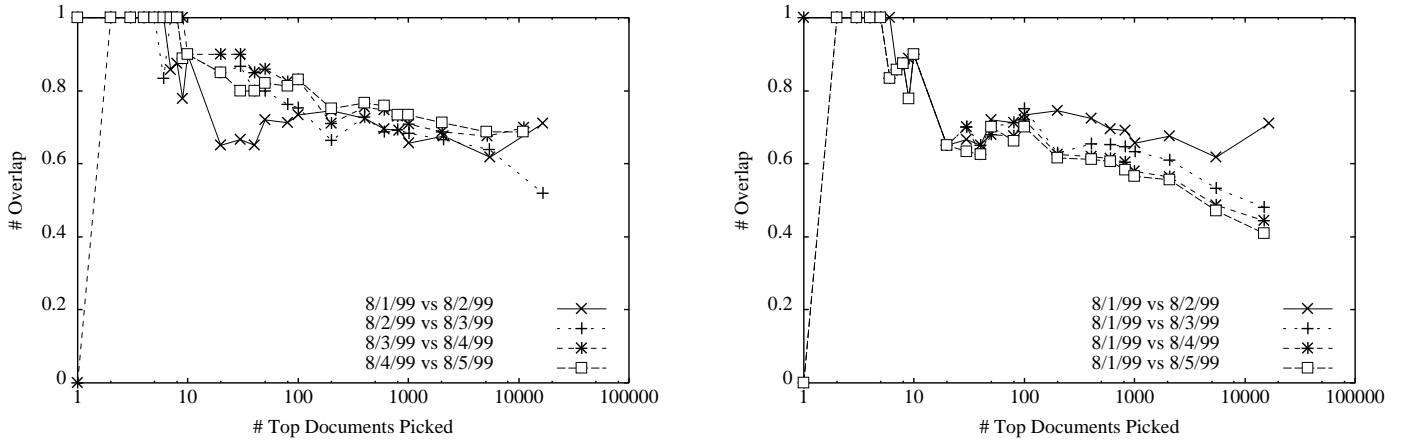 1
0.8
0.6
0.4
0.2
0
# Overlap
1 10 100 1000 10000 100000
# Top Documents Picked
8/1/99 vs 8/2/99
8/2/99 vs 8/3/99
8/3/99 vs 8/4/99
8/4/99 vs 8/5/99
1
0.8
0.6
0.4
0.2
0
# Overlap
1 10 100 1000 10000 100000
# Top Documents Picked
8/1/99 vs 8/2/99
8/1/99 vs 8/3/99
8/1/99 vs 8/4/99
8/1/99 vs 8/5/99